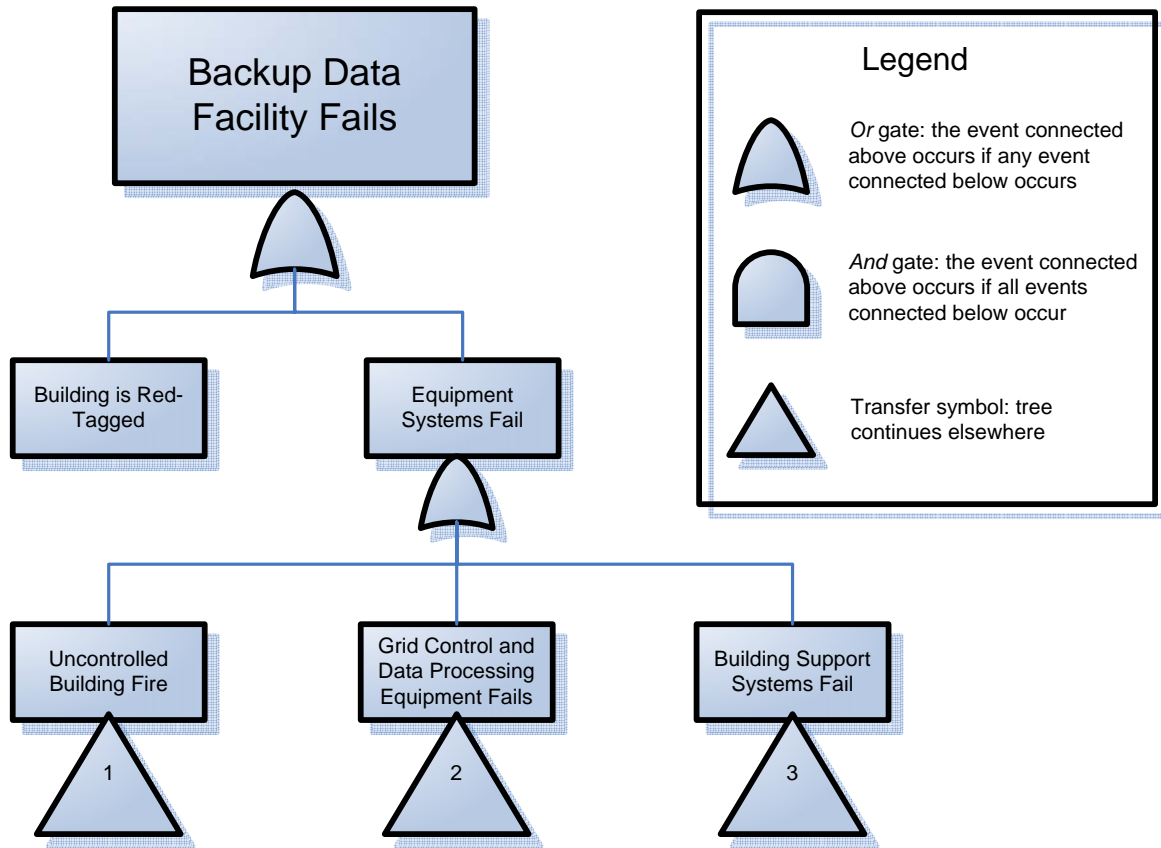 Backup Data
Facility Fails
Legend
Or gate: the event connected
above occurs if any event
connected below occurs
And gate: the event connected
above occurs if all events
connected below occur
Transfer symbol: tree
continues elsewhere
Building is Red-
Tagged
Equipment
Systems Fail
Uncontrolled
Building Fire
Grid Control and
Data Processing
Equipment Fails
Building Support
Systems Fail
1
2
3